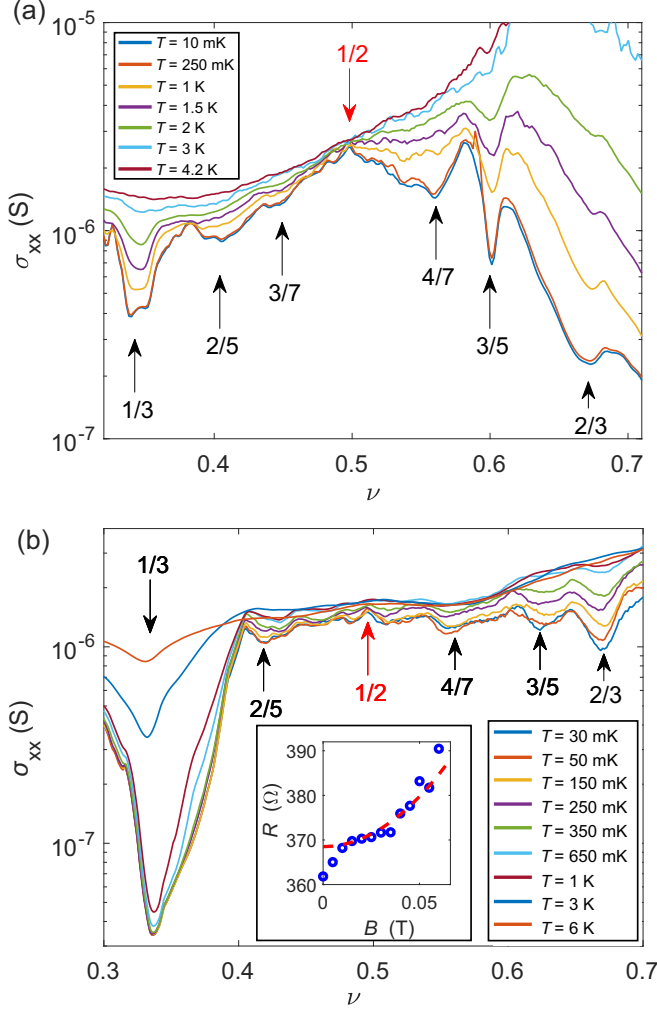 (a)
10⁻⁵
10⁻⁶
10⁻⁷
σxx (S)
T = 10 mK
T = 250 mK
T = 1 K
T = 1.5 K
T = 2 K
T = 3 K
T = 4.2 K
1/2
1/3
2/5
3/7
4/7
3/5
2/3
0.4
0.5
0.6
0.7
ν
(b)
10⁻⁶
10⁻⁷
σxx (S)
1/3
2/5
1/2
4/7
3/5
2/3
390
380
370
360
R (Ω)
0
0.05
B (T)
T = 30 mK
T = 50 mK
T = 150 mK
T = 250 mK
T = 350 mK
T = 650 mK
T = 1 K
T = 3 K
T = 6 K
0.3
0.4
0.5
0.6
0.7
ν